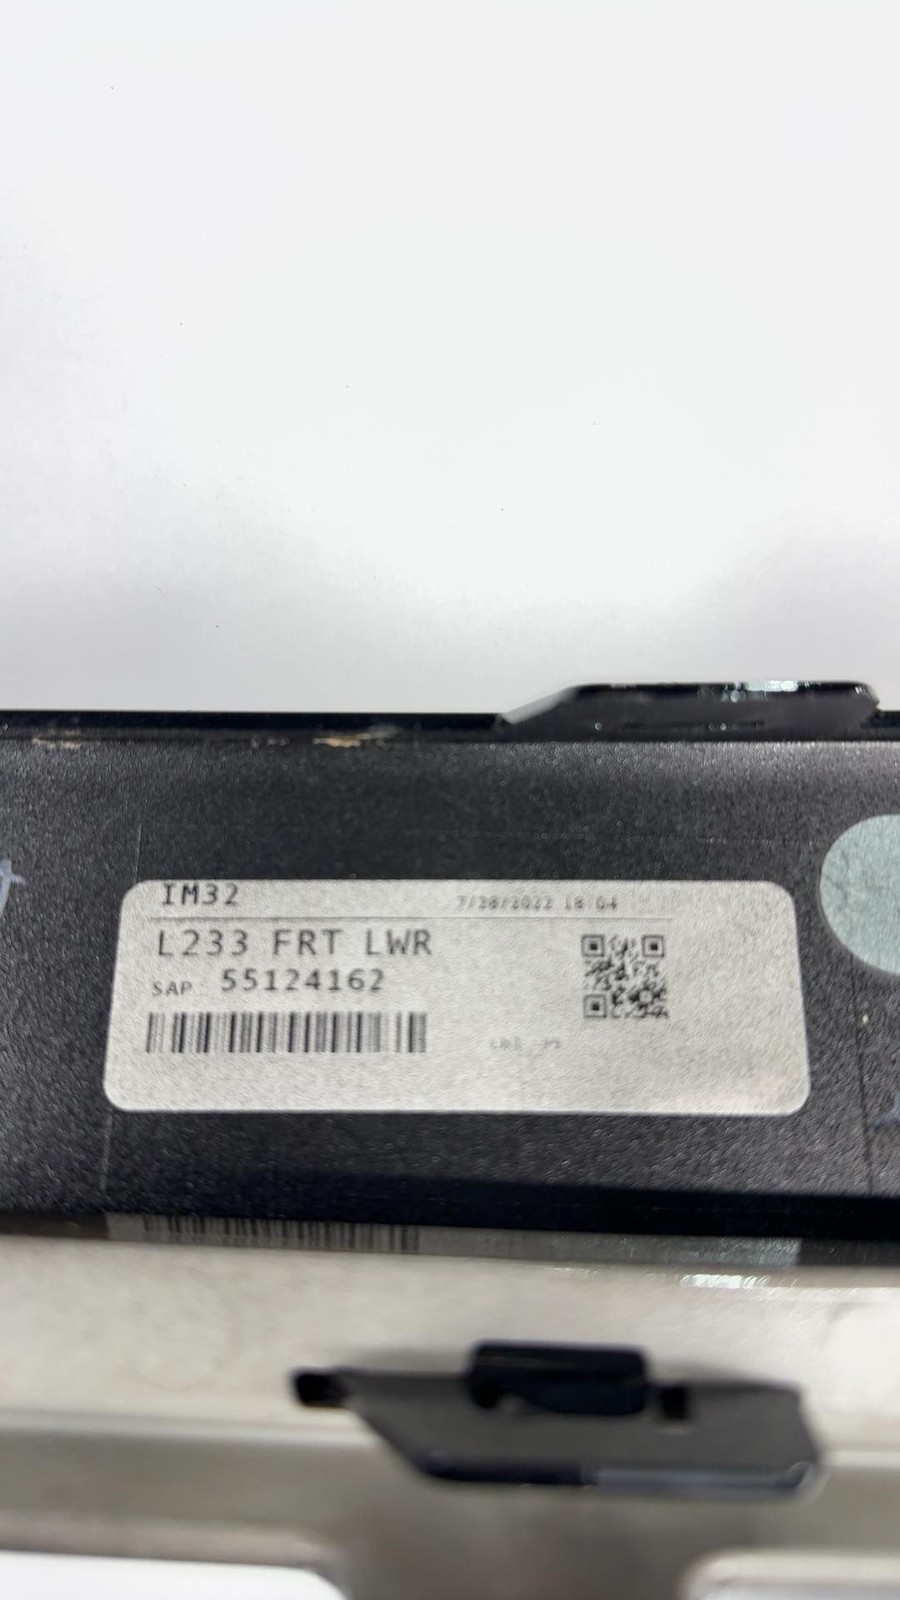 IM32
7/28/2022 18 04
L233 FRT LWR
SAP 55124162